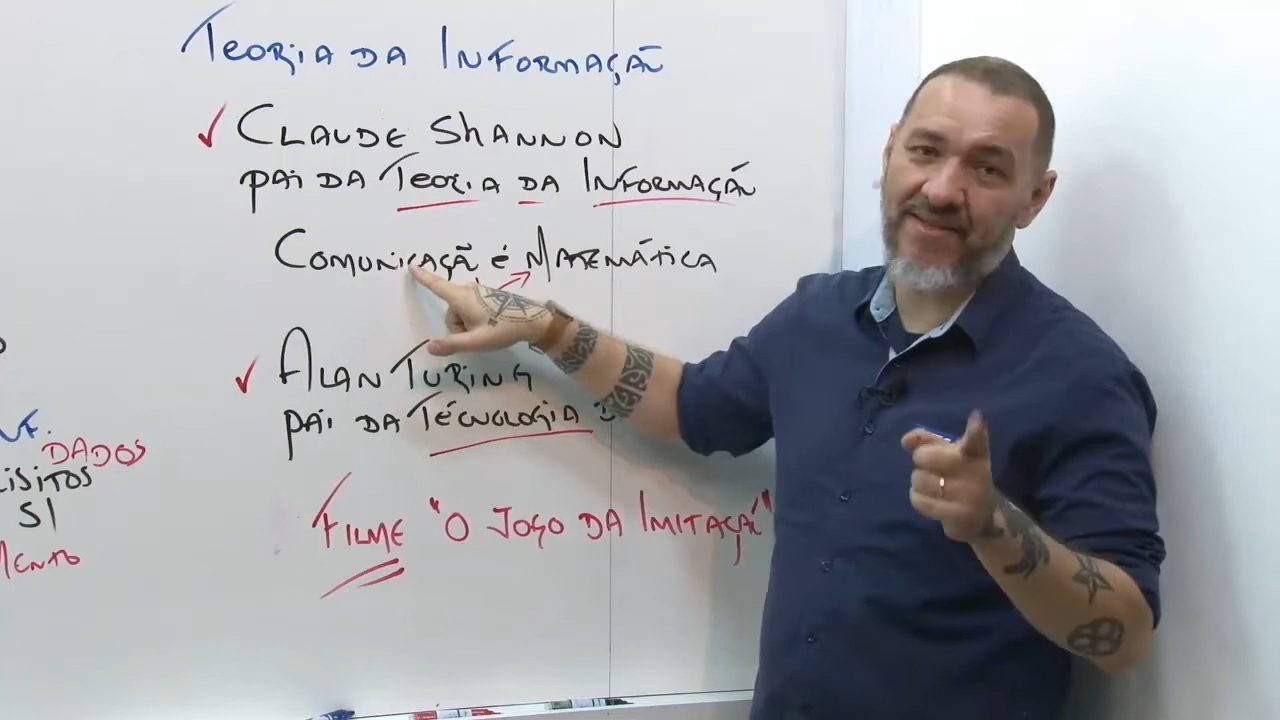 Teoria da Informação
Claude Shannon
pai da Teoria da Informação
Comunicação é Matemática
Alan Turing
pai da Técnologia
Filme "O Jogo da Imitação"
DADOS
SI